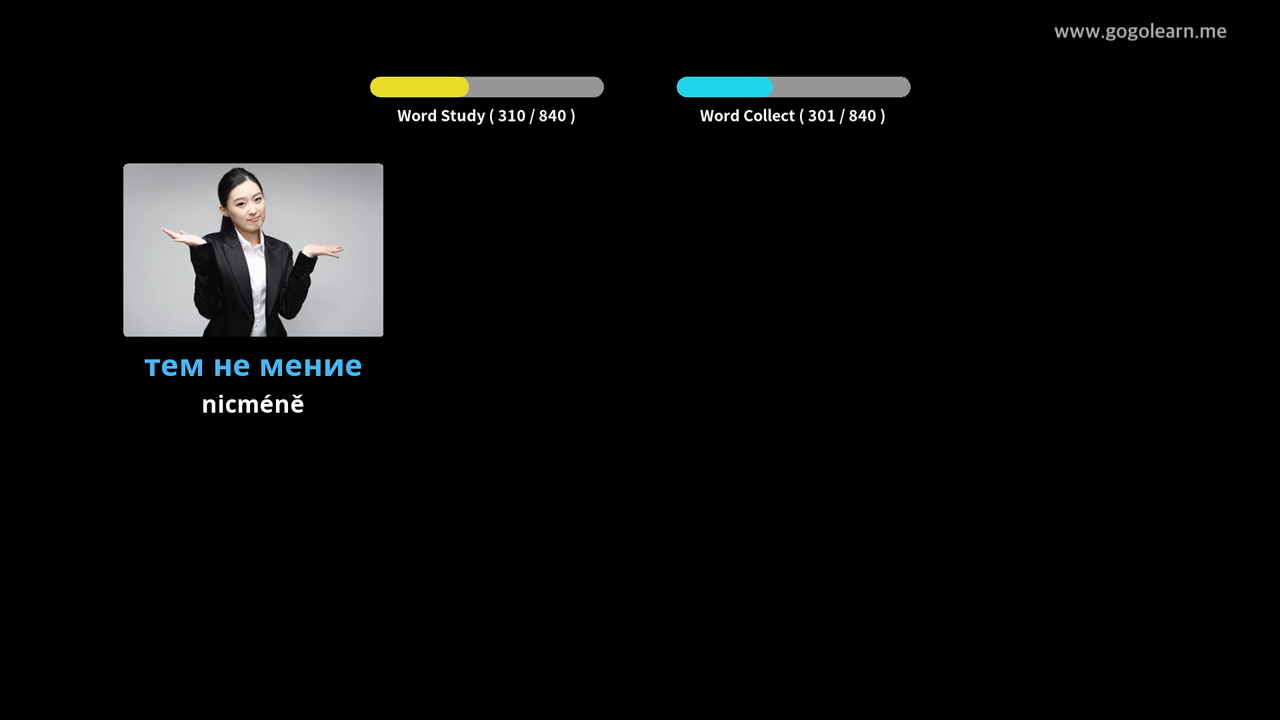 www.gogolearn.me
Word Study ( 310 / 840 )
Word Collect ( 301 / 840 )
тем не мение
nicméně